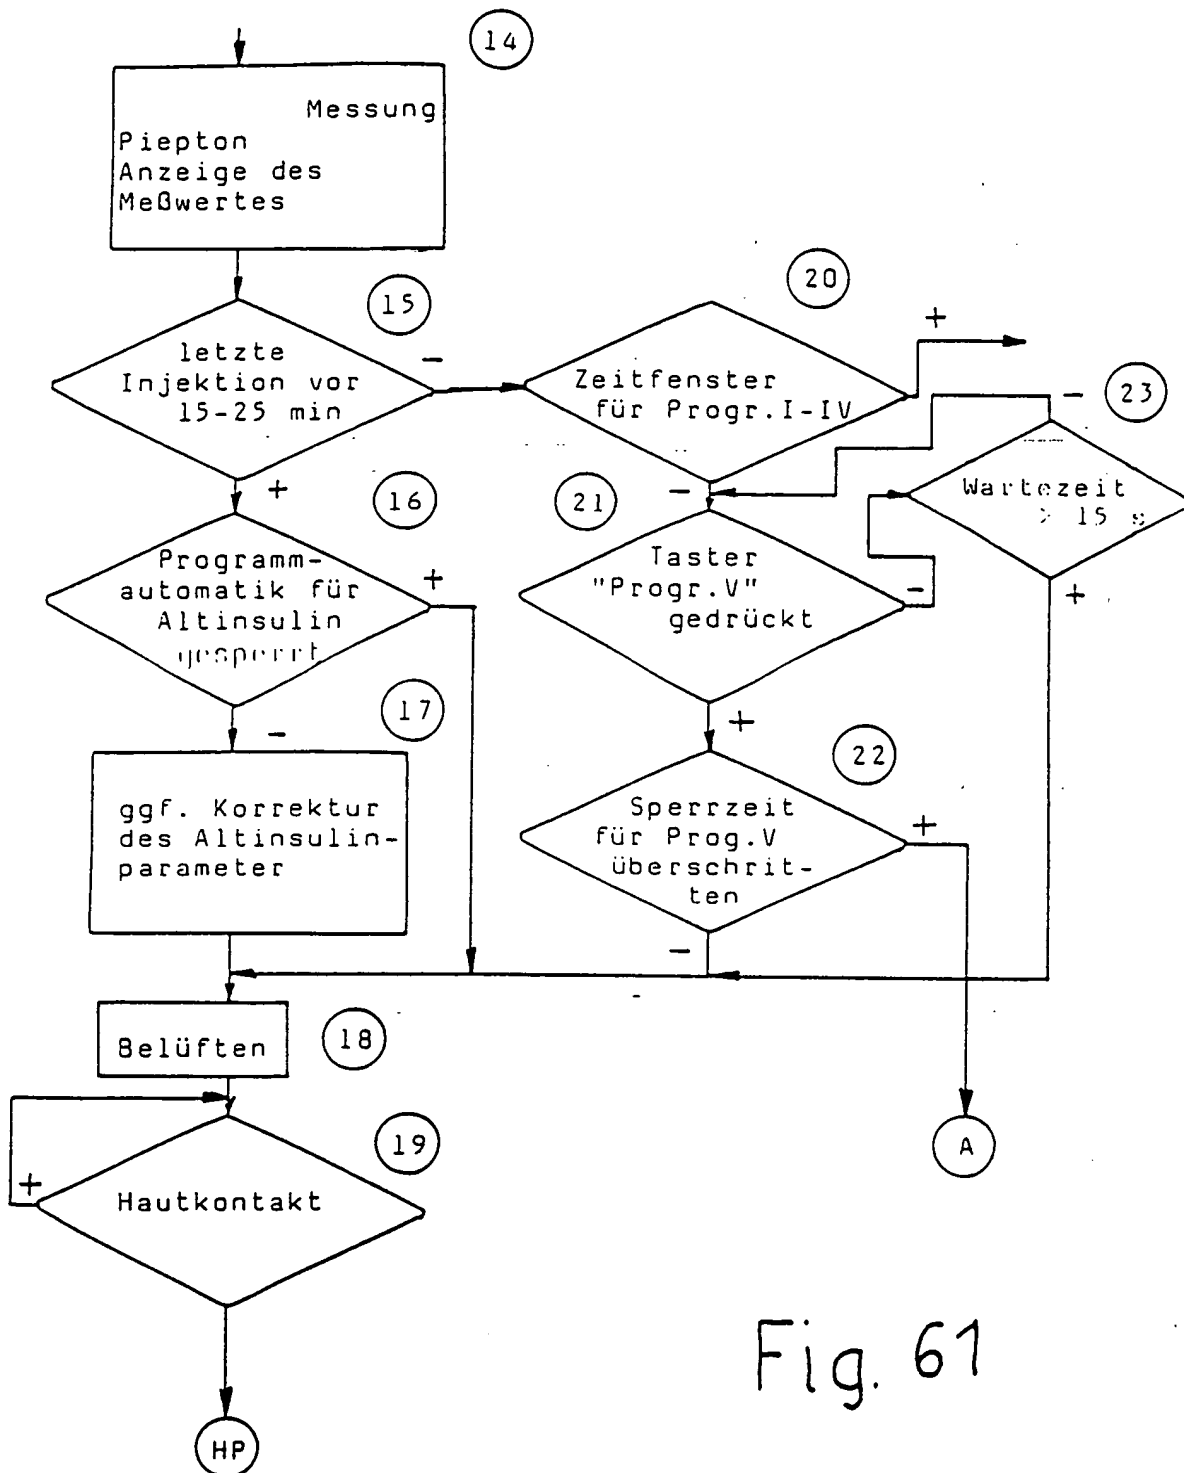 14
Messung
Piepton
Anzeige des
Meßwertes
15
letzte
Injektion vor
15-25 min
-
+
20
Zeitfenster
für Progr.I-IV
+
-
23
-
Wartezeit
> 15 s
+
16
Programm-
automatik für
Altinsulin
gesperrt
+
-
21
Taster
"Progr.V"
gedrückt
-
+
17
ggf. Korrektur
des Altinsulin-
parameter
22
Sperrzeit
für Prog.V
überschrit-
ten
+
-
18
Belüften
19
Hautkontakt
+
A
HP
Fig. 61